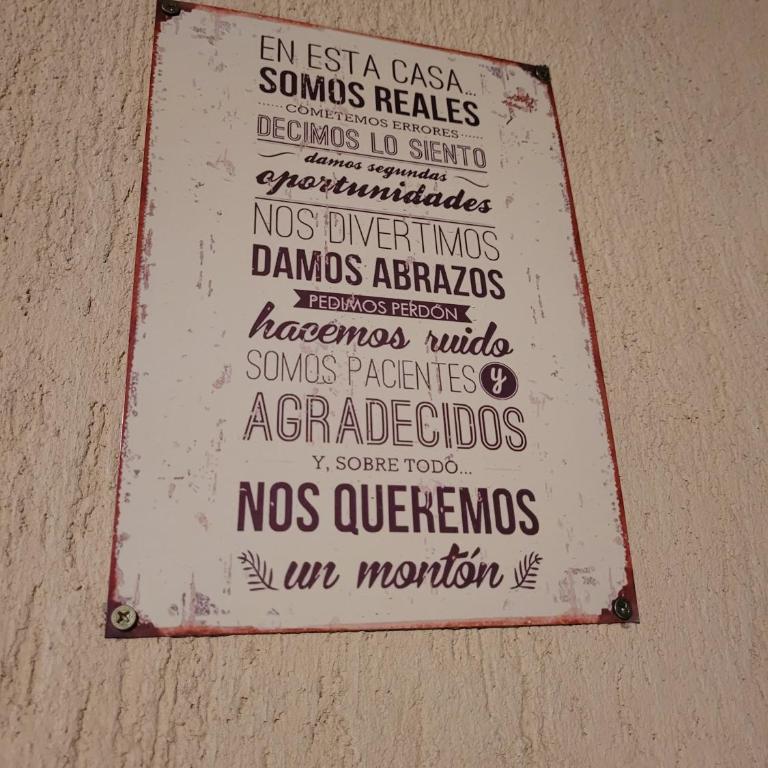 EN ESTA CASA...
SOMOS REALES
COMETEMOS ERRORES
DECIMOS LO SIENTO
damos segundas
oportunidades
NOS DIVERTIMOS
DAMOS ABRAZOS
PEDIMOS PERDÓN
hacemos ruido
SOMOS PACIENTES y
AGRADECIDOS
Y, SOBRE TODO...
NOS QUEREMOS
un montón